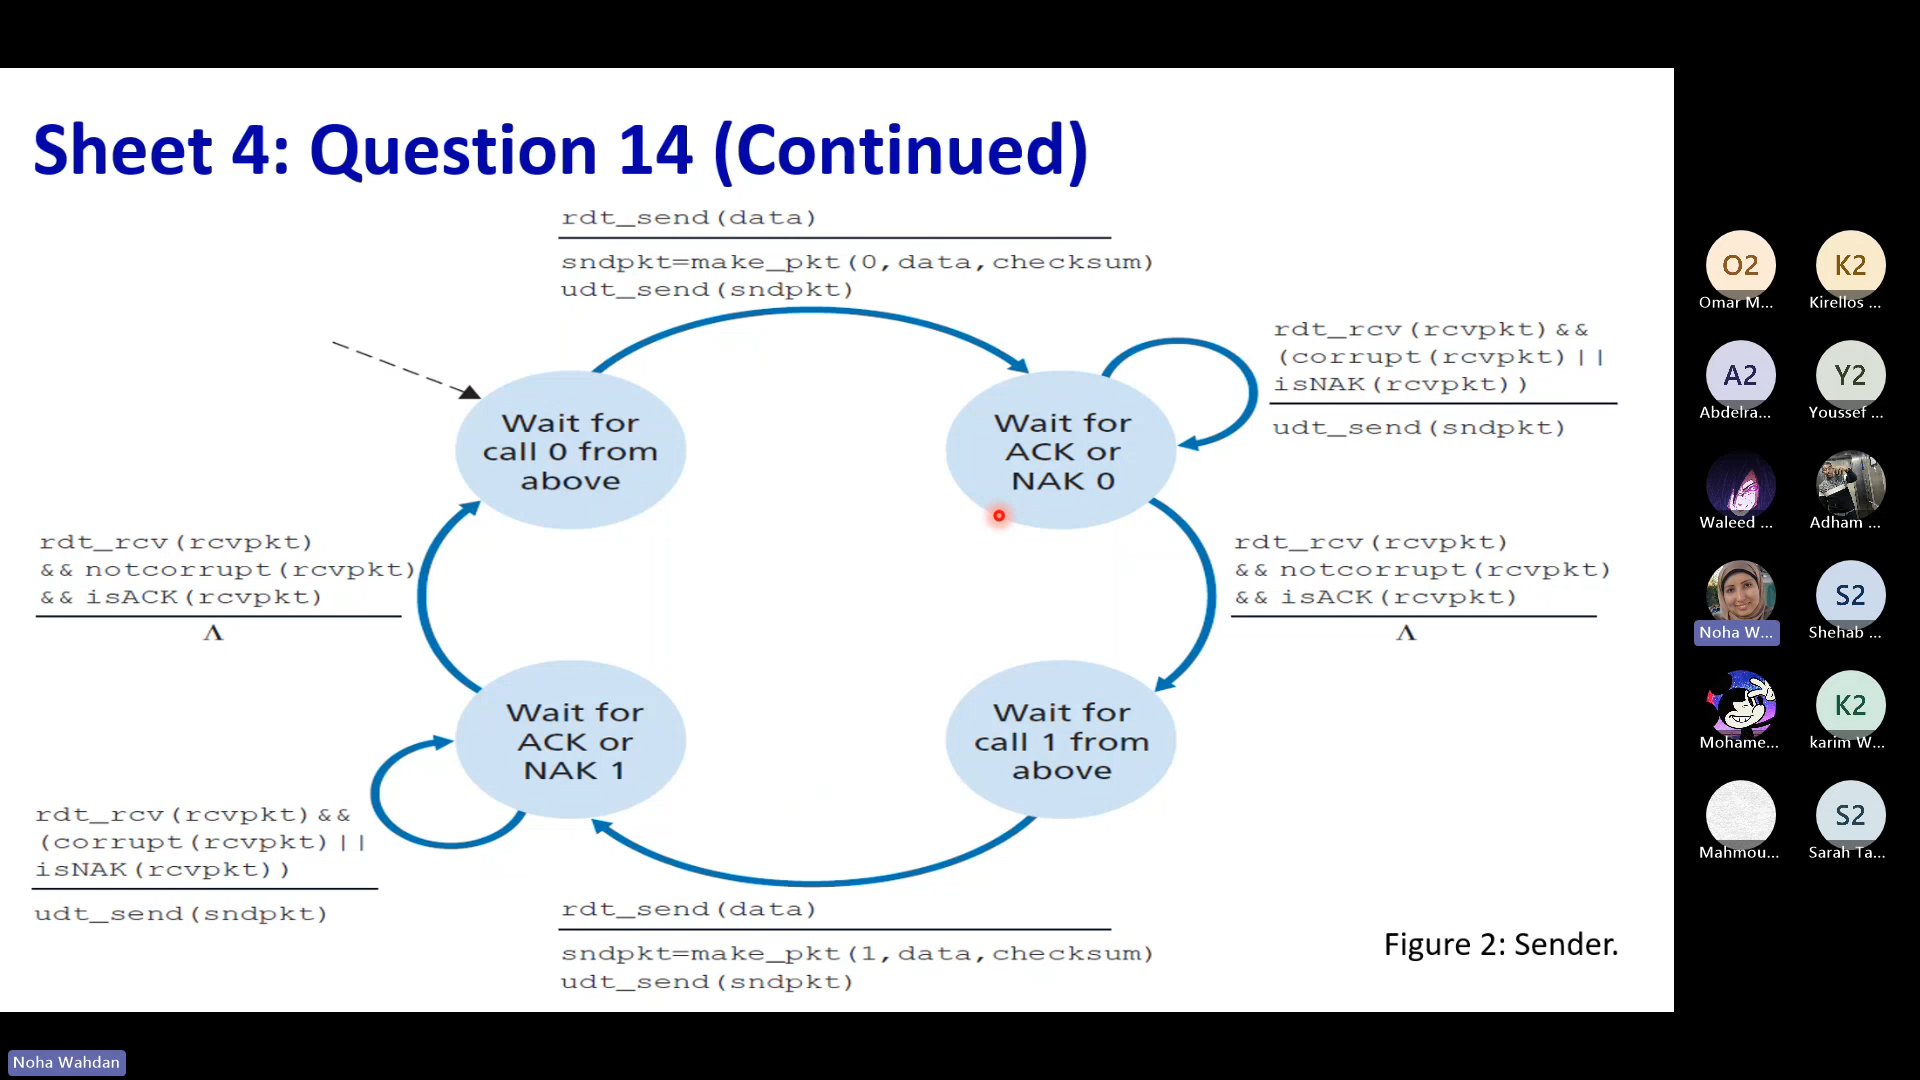 Sheet 4: Question 14 (Continued)
rdt_send(data)
sndpkt=make_pkt(0,data,checksum)
udt_send(sndpkt)
rdt_rcv(rcvpkt)&&
(corrupt(rcvpkt)||
isNAK(rcvpkt))
udt_send(sndpkt)
Wait for
call 0 from
above
Wait for
ACK or
NAK 0
rdt_rcv(rcvpkt)
&& notcorrupt(rcvpkt)
&& isACK(rcvpkt)
Λ
rdt_rcv(rcvpkt)
&& notcorrupt(rcvpkt)
&& isACK(rcvpkt)
Λ
Wait for
ACK or
NAK 1
Wait for
call 1 from
above
rdt_rcv(rcvpkt)&&
(corrupt(rcvpkt)||
isNAK(rcvpkt))
udt_send(sndpkt)
rdt_send(data)
sndpkt=make_pkt(1,data,checksum)
udt_send(sndpkt)
Figure 2: Sender.
O2
K2
Omar M...
Kirellos ...
A2
Y2
Abdelra...
Youssef ...
Waleed ...
Adham ...
S2
Noha W...
Shehab ...
K2
Mohame...
karim W...
S2
Mahmou...
Sarah Ta...
Noha Wahdan